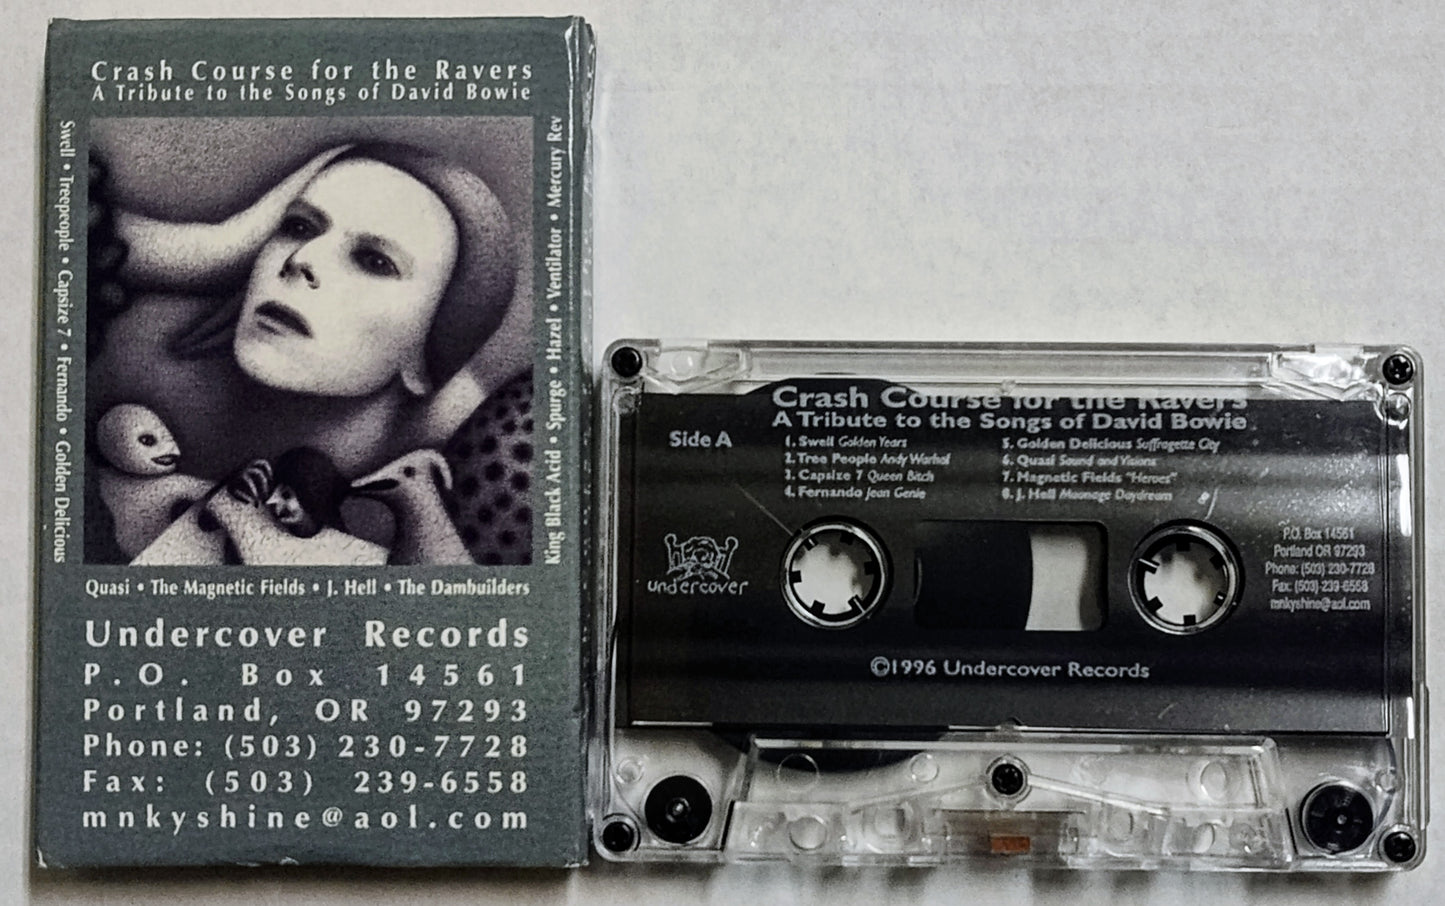 Crash Course for the Ravers
A Tribute to the Songs of David Bowie
Swell • Treepeople • Capsize 7 • Fernando • Golden Delicious
King Black Acid • Spurge • Hazel • Ventilator • Mercury Rev
Quasi • The Magnetic Fields • J. Hell • The Dambuilders
Undercover Records
P.O. Box 14561
Portland, OR 97293
Phone: (503) 230-7728
Fax: (503) 239-6558
mnkyshine@aol.com
Crash Course for the Ravers
A Tribute to the Songs of David Bowie
Side A
1. Swell Golden Years
2. Tree People Andy Warhol
3. Capsize 7 Queen Bitch
4. Fernando Jean Genie
5. Golden Delicious Suffragette City
6. Quasi Sound and Visions
7. Magnetic Fields "Heroes"
8. J. Hell Moonage Daydream
undercover
P.O. Box 14561
Portland OR 97293
Phone: (503) 230-7728
Fax: (503) 239-6558
mnkyshine@aol.com
©1996 Undercover Records